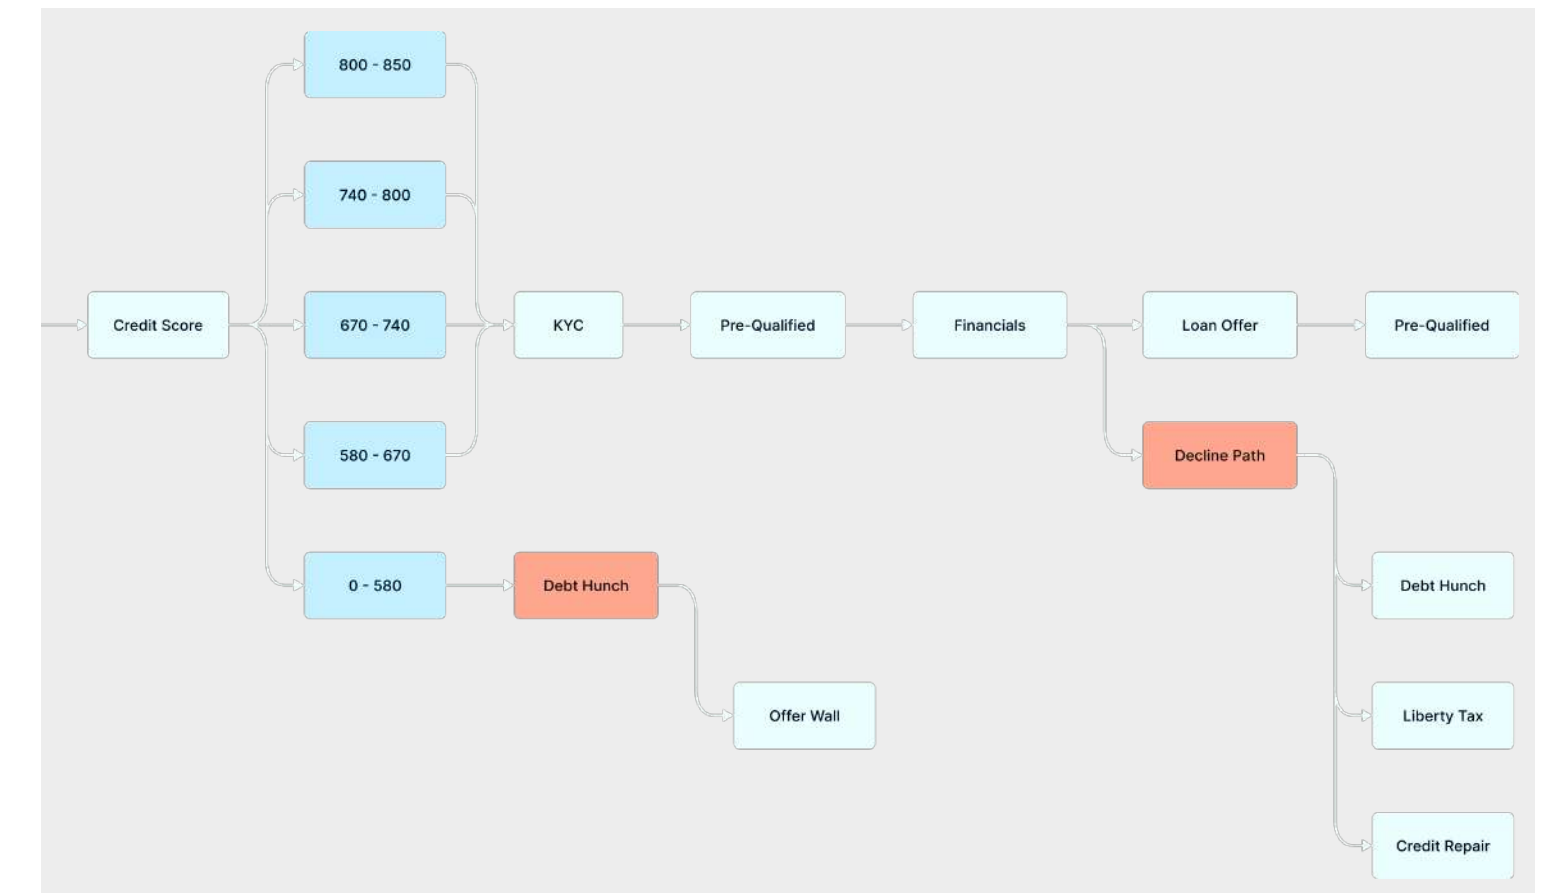 800 - 850
740 - 800
Credit Score
670 - 740
KYC
Pre-Qualified
Financials
Loan Offer
Pre-Qualified
580 - 670
Decline Path
0 - 580
Debt Hunch
Debt Hunch
Offer Wall
Liberty Tax
Credit Repair